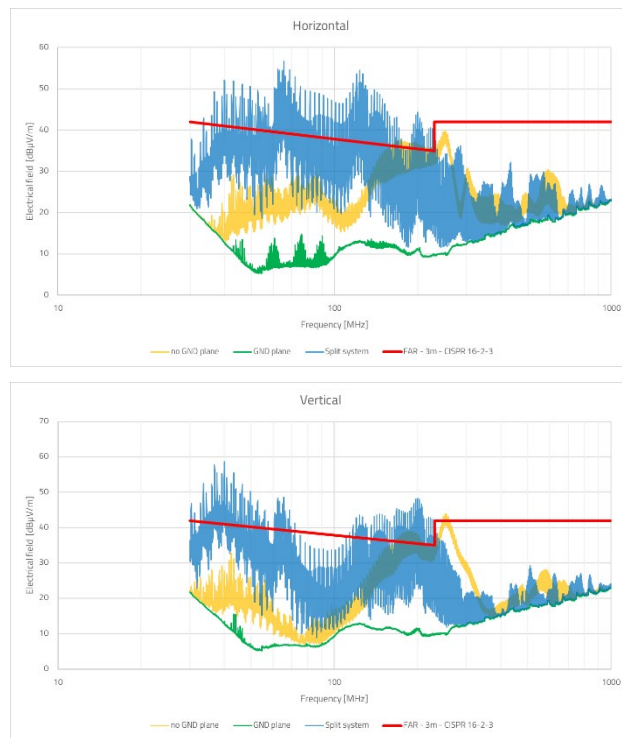 Horizontal
60
50
40
30
20
10
0
Electrical field [dBµV/m]
10
100
1000
Frequency [MHz]
no GND plane
GND plane
Split system
FAR - 3m - CISPR 16-2-3
Vertical
70
60
50
40
30
20
10
0
Electrical field [dBµV/m]
10
100
1000
Frequency [MHz]
no GND plane
GND plane
Split system
FAR - 3m - CISPR 16-2-3